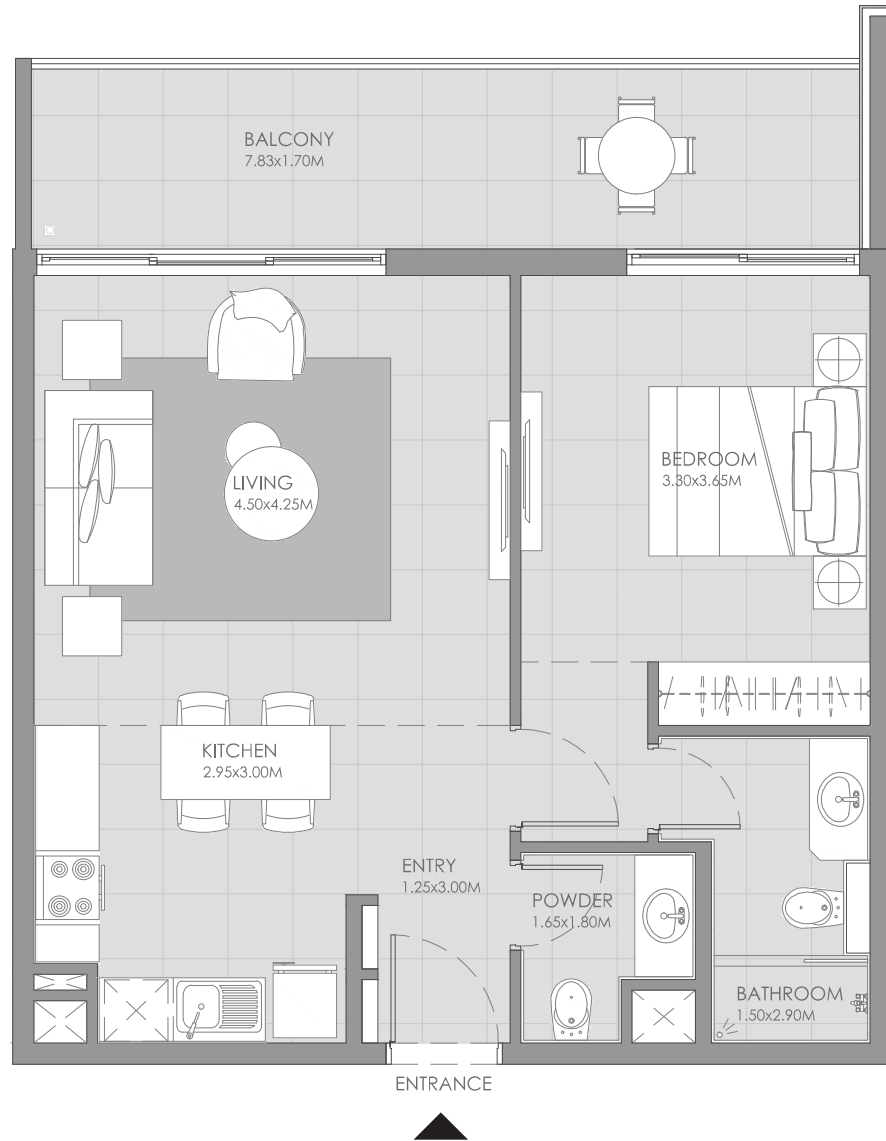 BALCONY
7.83x1.70M
LIVING
4.50x4.25M
BEDROOM
3.30x3.65M
KITCHEN
2.95x3.00M
ENTRY
1.25x3.00M
POWDER
1.65x1.80M
BATHROOM
1.50x2.90M
ENTRANCE